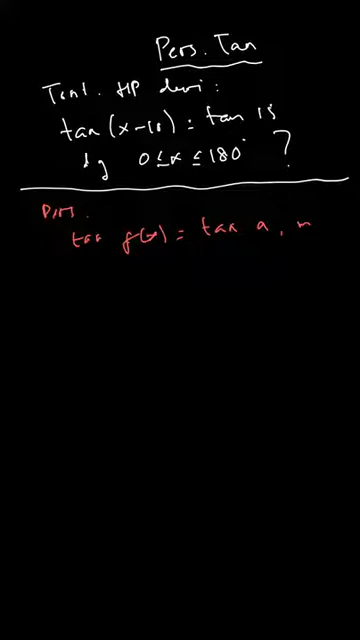 Pers. Tan
Tent. HP dari :
tan (x-10) = tan 15
dg 0 ≤ x ≤ 180° ?
Pers.
tan f(x) = tan a, m